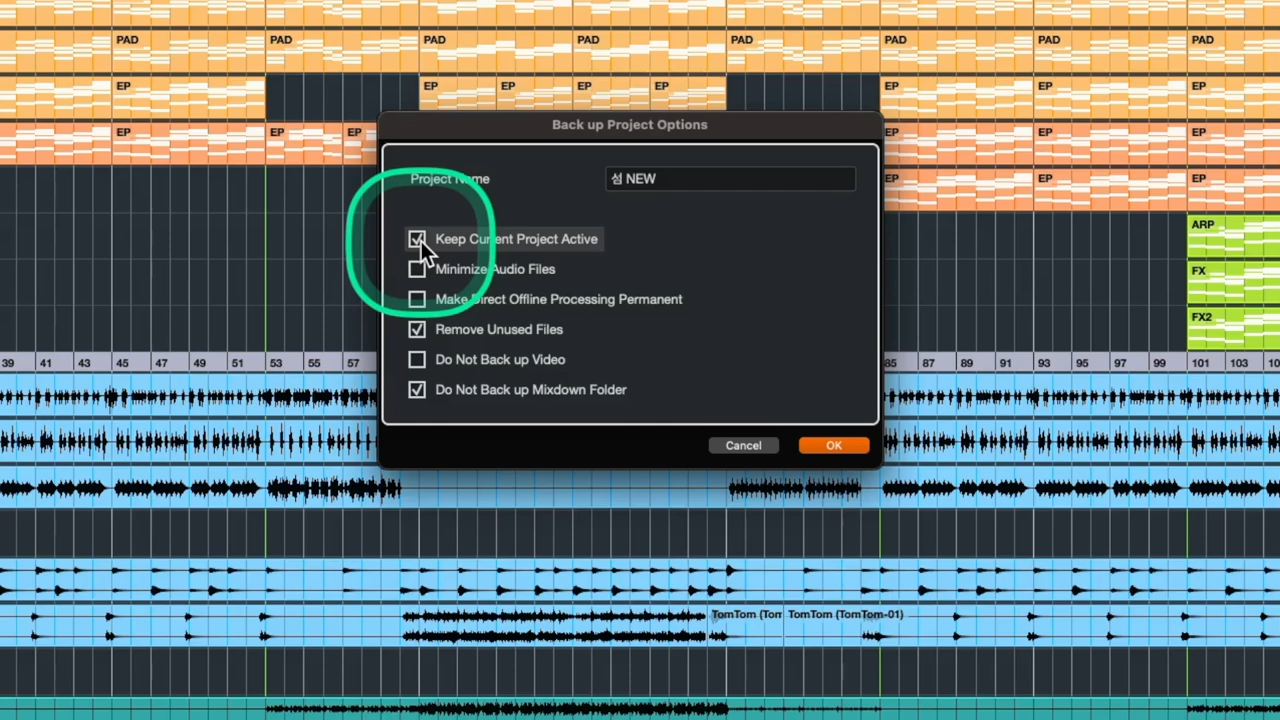 PAD PAD PAD PAD PAD PAD PAD PAD
EP EP EP EP EP EP EP EP
EP EP EP EP EP EP
EP EP EP
ARP
FX
FX2
Back up Project Options
Project Name 섬 NEW
Keep Current Project Active
Minimize Audio Files
Make Direct Offline Processing Permanent
Remove Unused Files
Do Not Back up Video
Do Not Back up Mixdown Folder
Cancel OK
39 41 43 45 47 49 51 53 55 57 85 87 89 91 93 95 97 99 101 103
TomTom (Tom TomTom (TomTom-01)